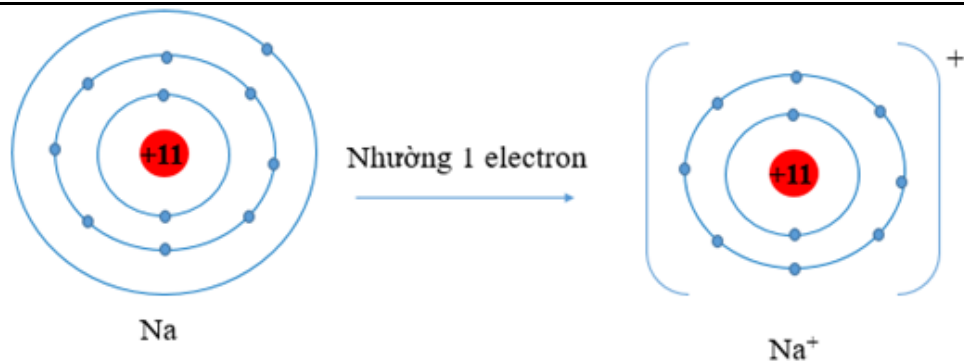 +11
Na
Nhường 1 electron
+
+11
Na⁺